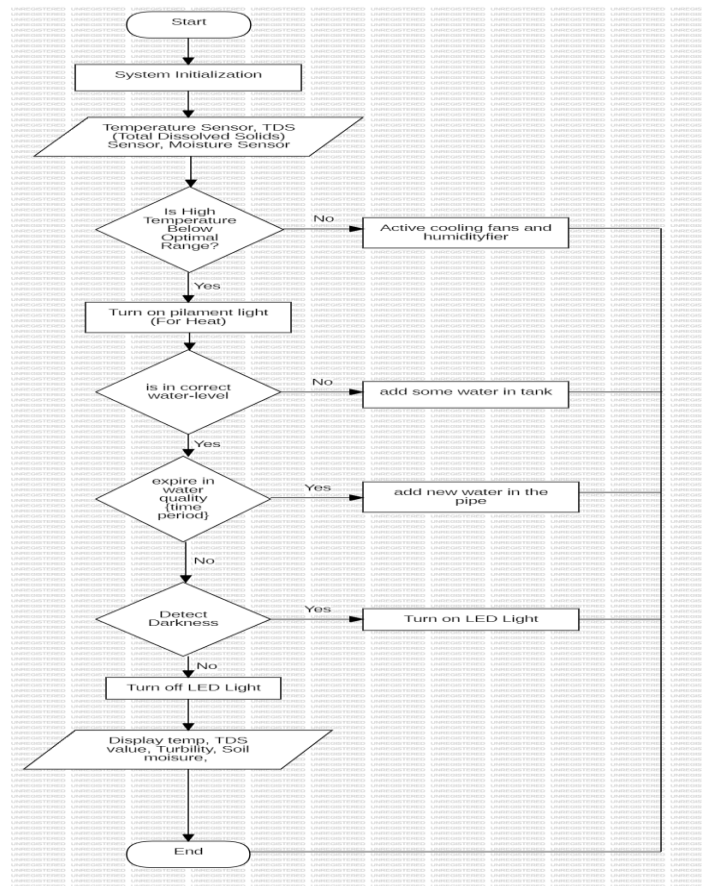 Start
System Initialization
Temperature Sensor, TDS
(Total Dissolved Solids)
Sensor, Moisture Sensor
Is High
Temperature
Below
Optimal
Range?
No
Active cooling fans and
humidityfier
Yes
Turn on pilament light
(For Heat)
is in correct
water-level
No
add some water in tank
Yes
expire in
water
quality
{time
period}
Yes
add new water in the
pipe
No
Detect
Darkness
Yes
Turn on LED Light
No
Turn off LED Light
Display temp, TDS
value, Turbility, Soil
moisure,
End